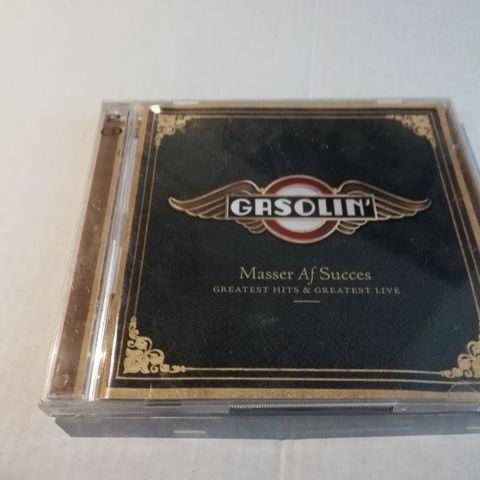 GASOLIN'
Masser Af Succes
GREATEST HITS & GREATEST LIVE